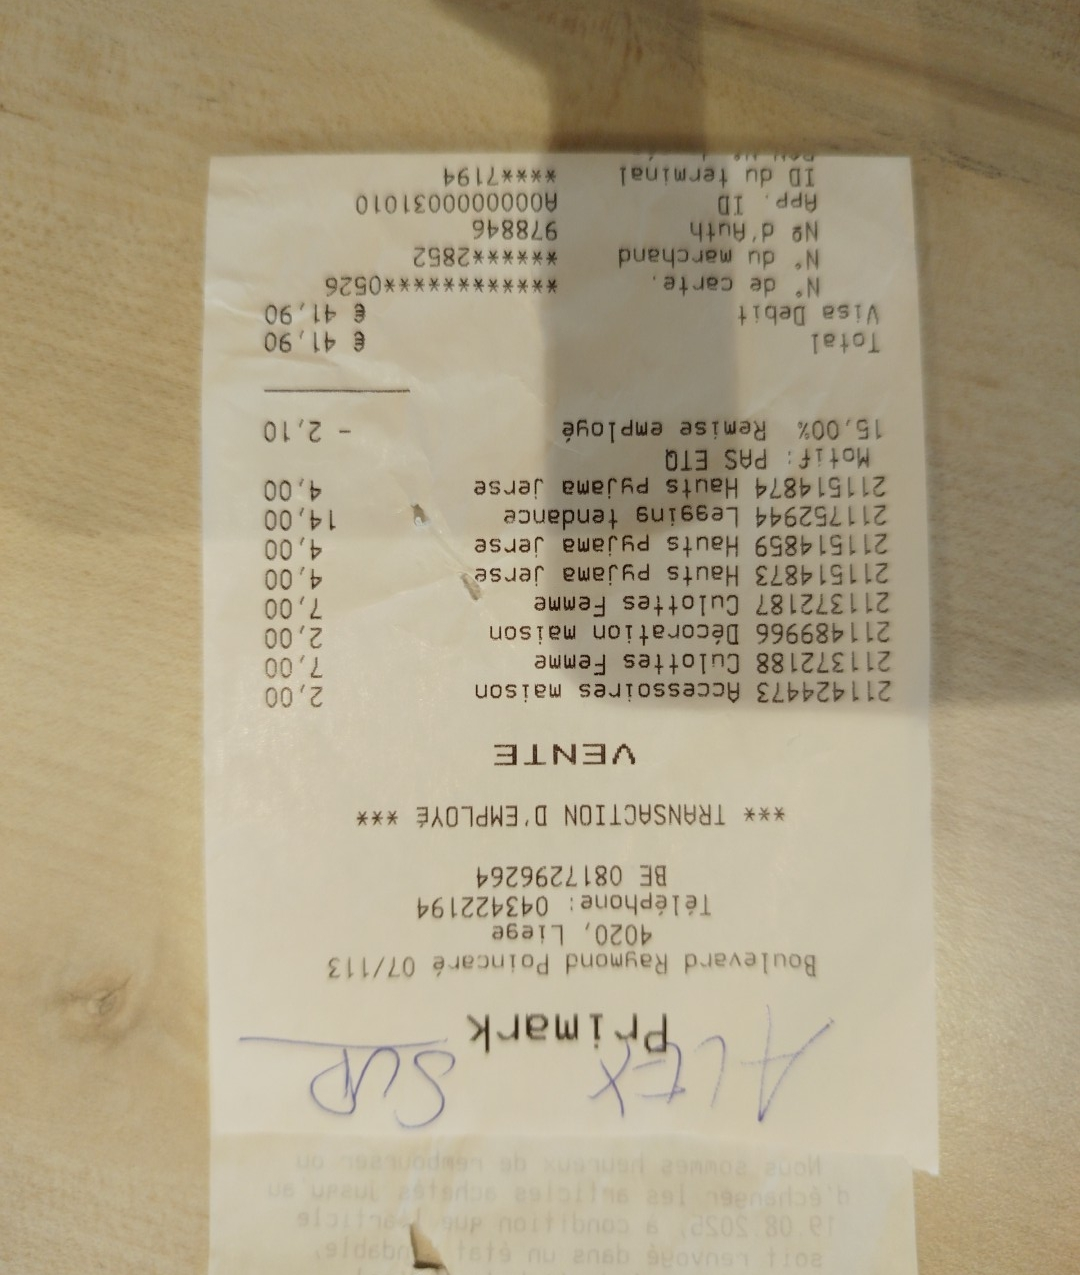 ALEX SUP
Primark
Boulevard Raymond Poincaré 07/113
4020, Liege
Téléphone: 043422194
BE 0817296264
*** TRANSACTION D'EMPLOYÉ ***
VENTE
211424473 Accessoires maison 2,00
211372188 Culottes Femme 7,00
211489966 Décoration maison 2,00
211372187 Culottes Femme 7,00
211514873 Hauts pyjama jerse 4,00
211514859 Hauts pyjama jerse 4,00
211752944 Legging tendance 14,00
211514874 Hauts pyjama jerse 4,00
Motif: PAS ETQ
15,00% Remise employé - 2,10
Total € 41,90
Visa Debit € 41,90
N° de carte. **************0526
N° du marchand *******2852
Nº d'Auth 978846
App. ID A0000000031010
ID du terminal ****7194
Nous sommes heureux de rembourser ou
d'échanger les articles achetés jusqu'au
19.08.2025, à condition que l'article
soit renvoyé dans un état